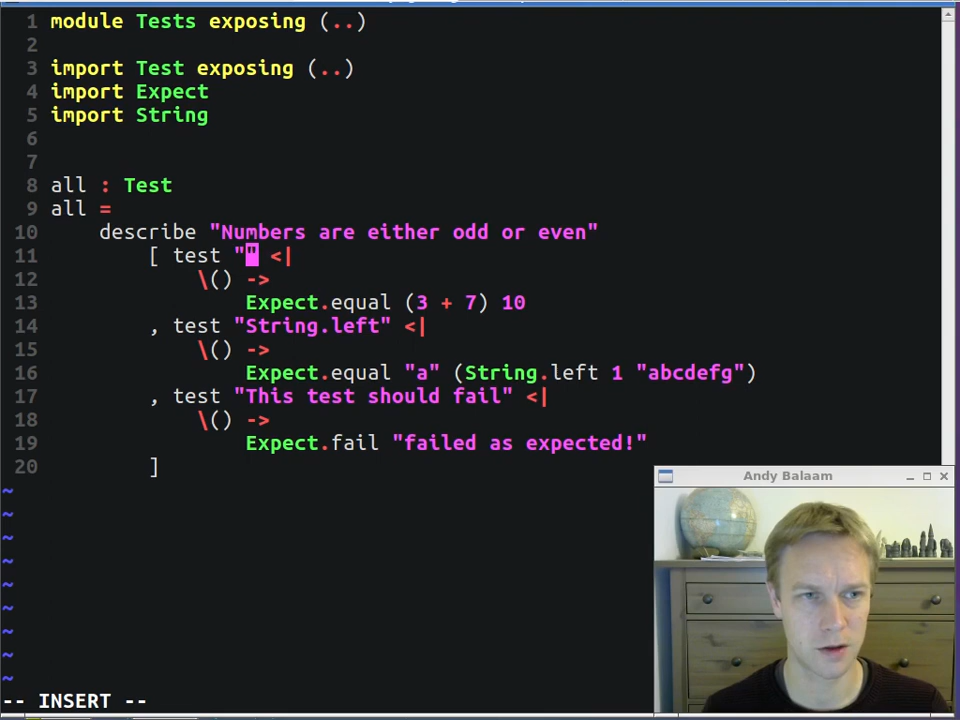 1 module Tests exposing (..)
2
3 import Test exposing (..)
4 import Expect
5 import String
6
7
8 all : Test
9 all =
10     describe "Numbers are either odd or even"
11         [ test "" <|
12             \() ->
13                 Expect.equal (3 + 7) 10
14         , test "String.left" <|
15             \() ->
16                 Expect.equal "a" (String.left 1 "abcdefg")
17         , test "This test should fail" <|
18             \() ->
19                 Expect.fail "failed as expected!"
20         ]
~
~
~
~
~
~
~
~
~
-- INSERT --
Andy Balaam